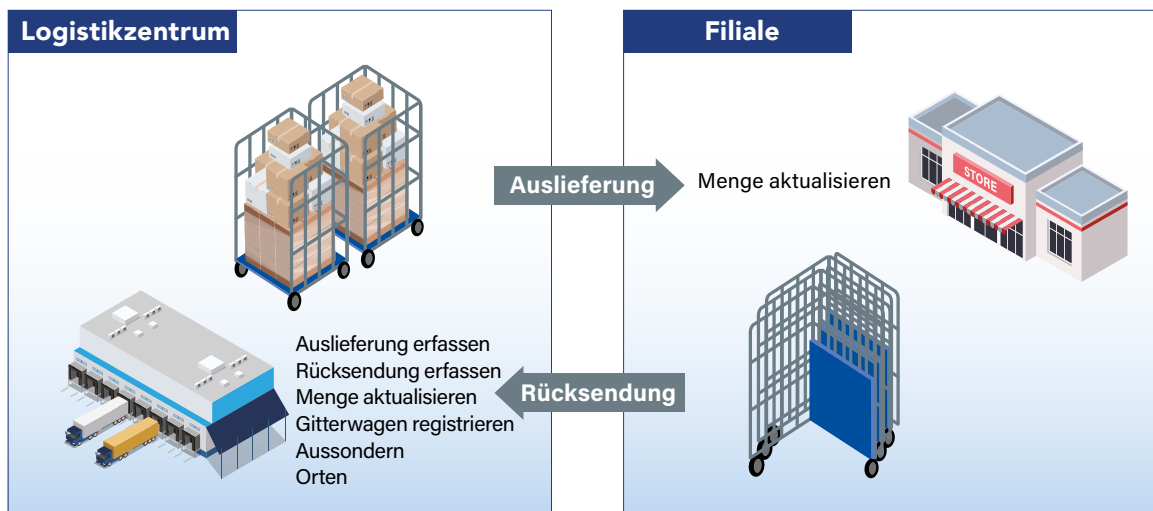 Logistikzentrum
Filiale
Auslieferung
Menge aktualisieren
STORE
Auslieferung erfassen
Rücksendung erfassen
Menge aktualisieren
Gitterwagen registrieren
Aussondern
Orten
Rücksendung